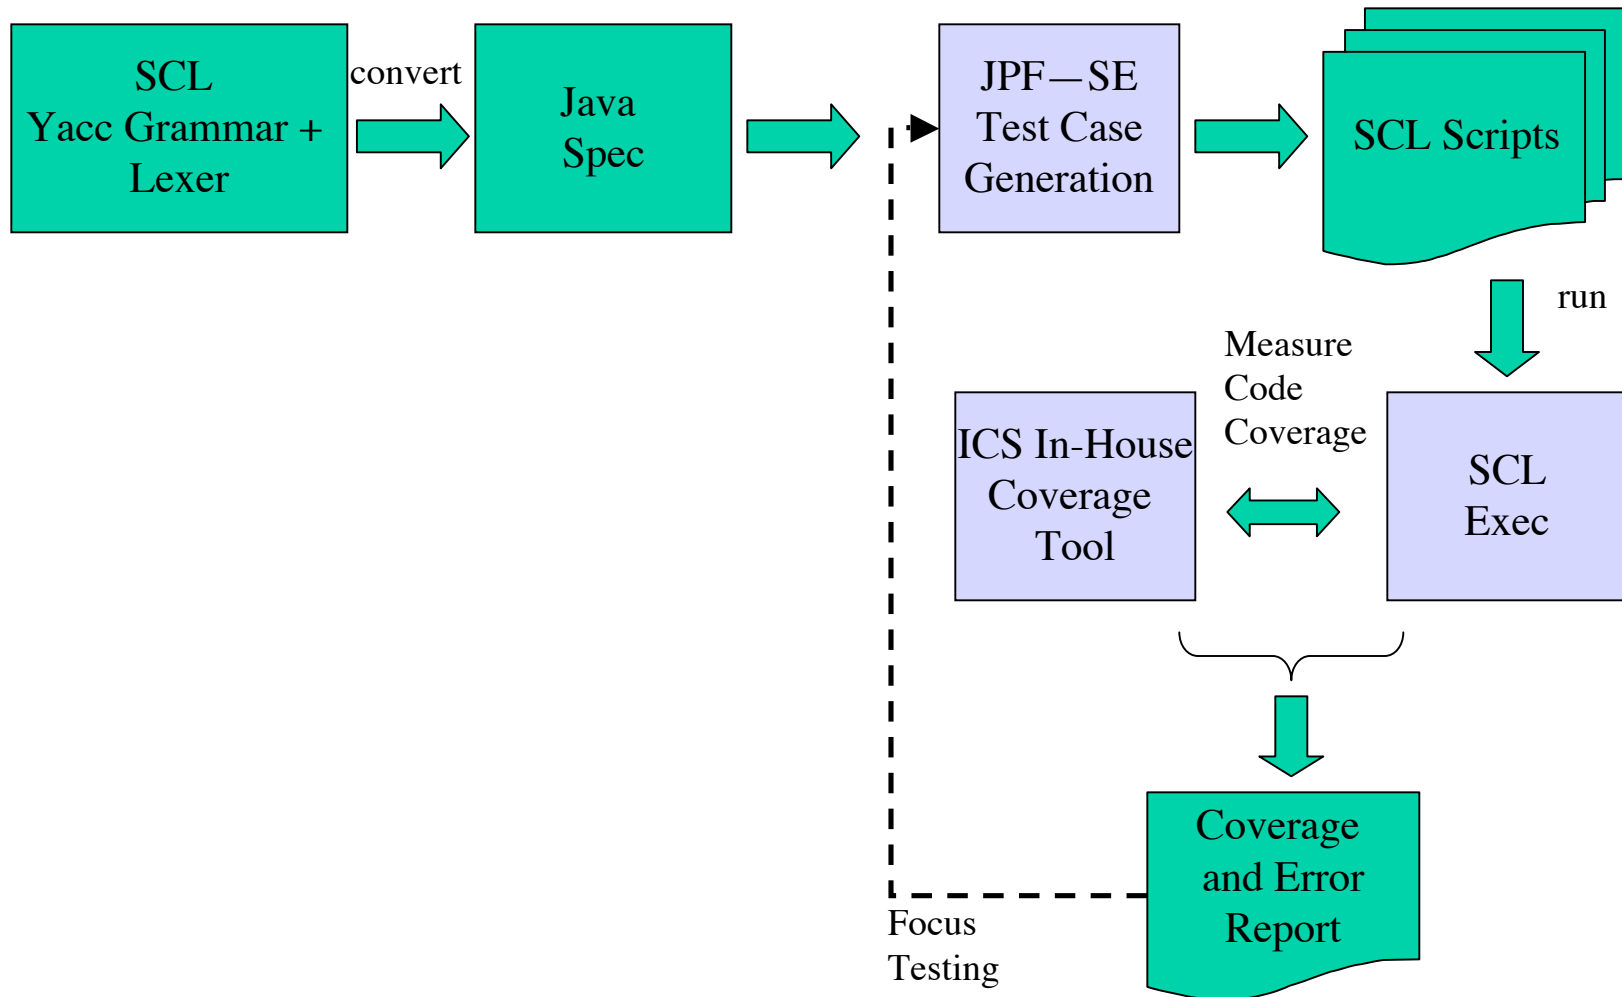 SCL
Yacc Grammar +
Lexer
convert
Java
Spec
JPF—SE
Test Case
Generation
SCL Scripts
run
Measure
Code
Coverage
ICS In-House
Coverage
Tool
SCL
Exec
Coverage
and Error
Report
Focus
Testing